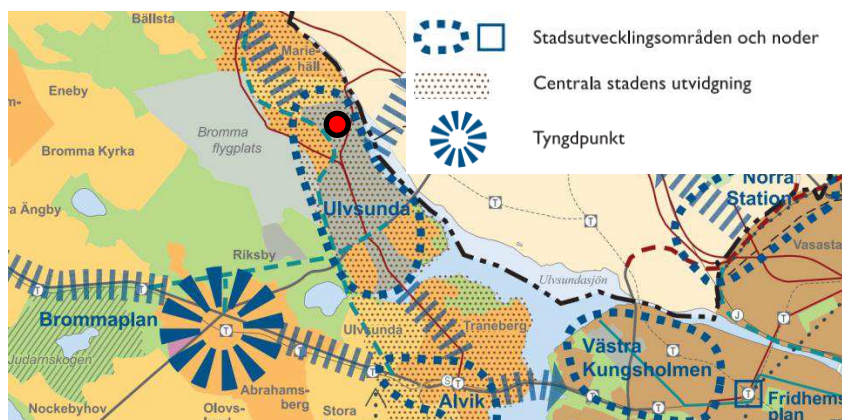 Bällsta
Marie-
häll
Eneby
Bromma
flygplats
Bromma Kyrka
Ängby
Ulvsunda
Riksby
Brommaplan
Judarnskogen
Nockebyhov
Olovs-
Abrahams-
berg
Stora
Ulvsunda
Traneberg
Alvik
Ulvsundasjön
Västra
Kungsholmen
Fridhems
plan
Norra
Station
Vasasta
T
T
T
T
T
T
T
T
S T
T
T
T
T
T
J
Stadsutvecklingsområden och noder
Centrala stadens utvidgning
Tyngdpunkt